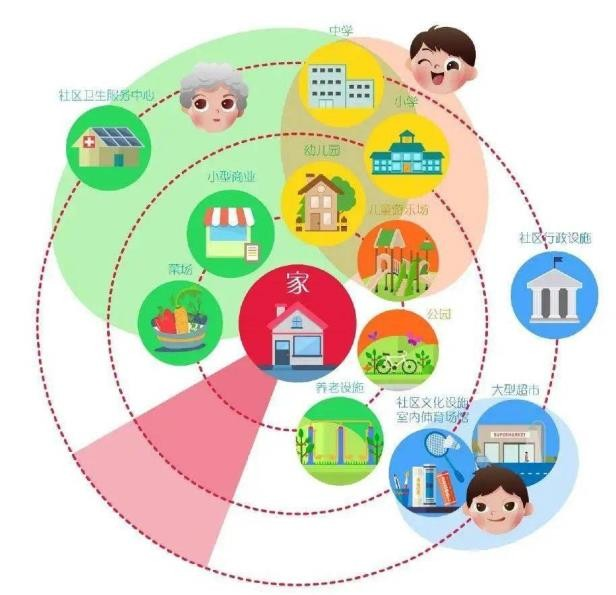 中学
社区卫生服务中心
小学
幼儿园
小型商业
儿童游乐场
社区行政设施
菜场
家
公园
养老设施
大型超市
社区文化设施
室内体育场馆
SUPERMARKET